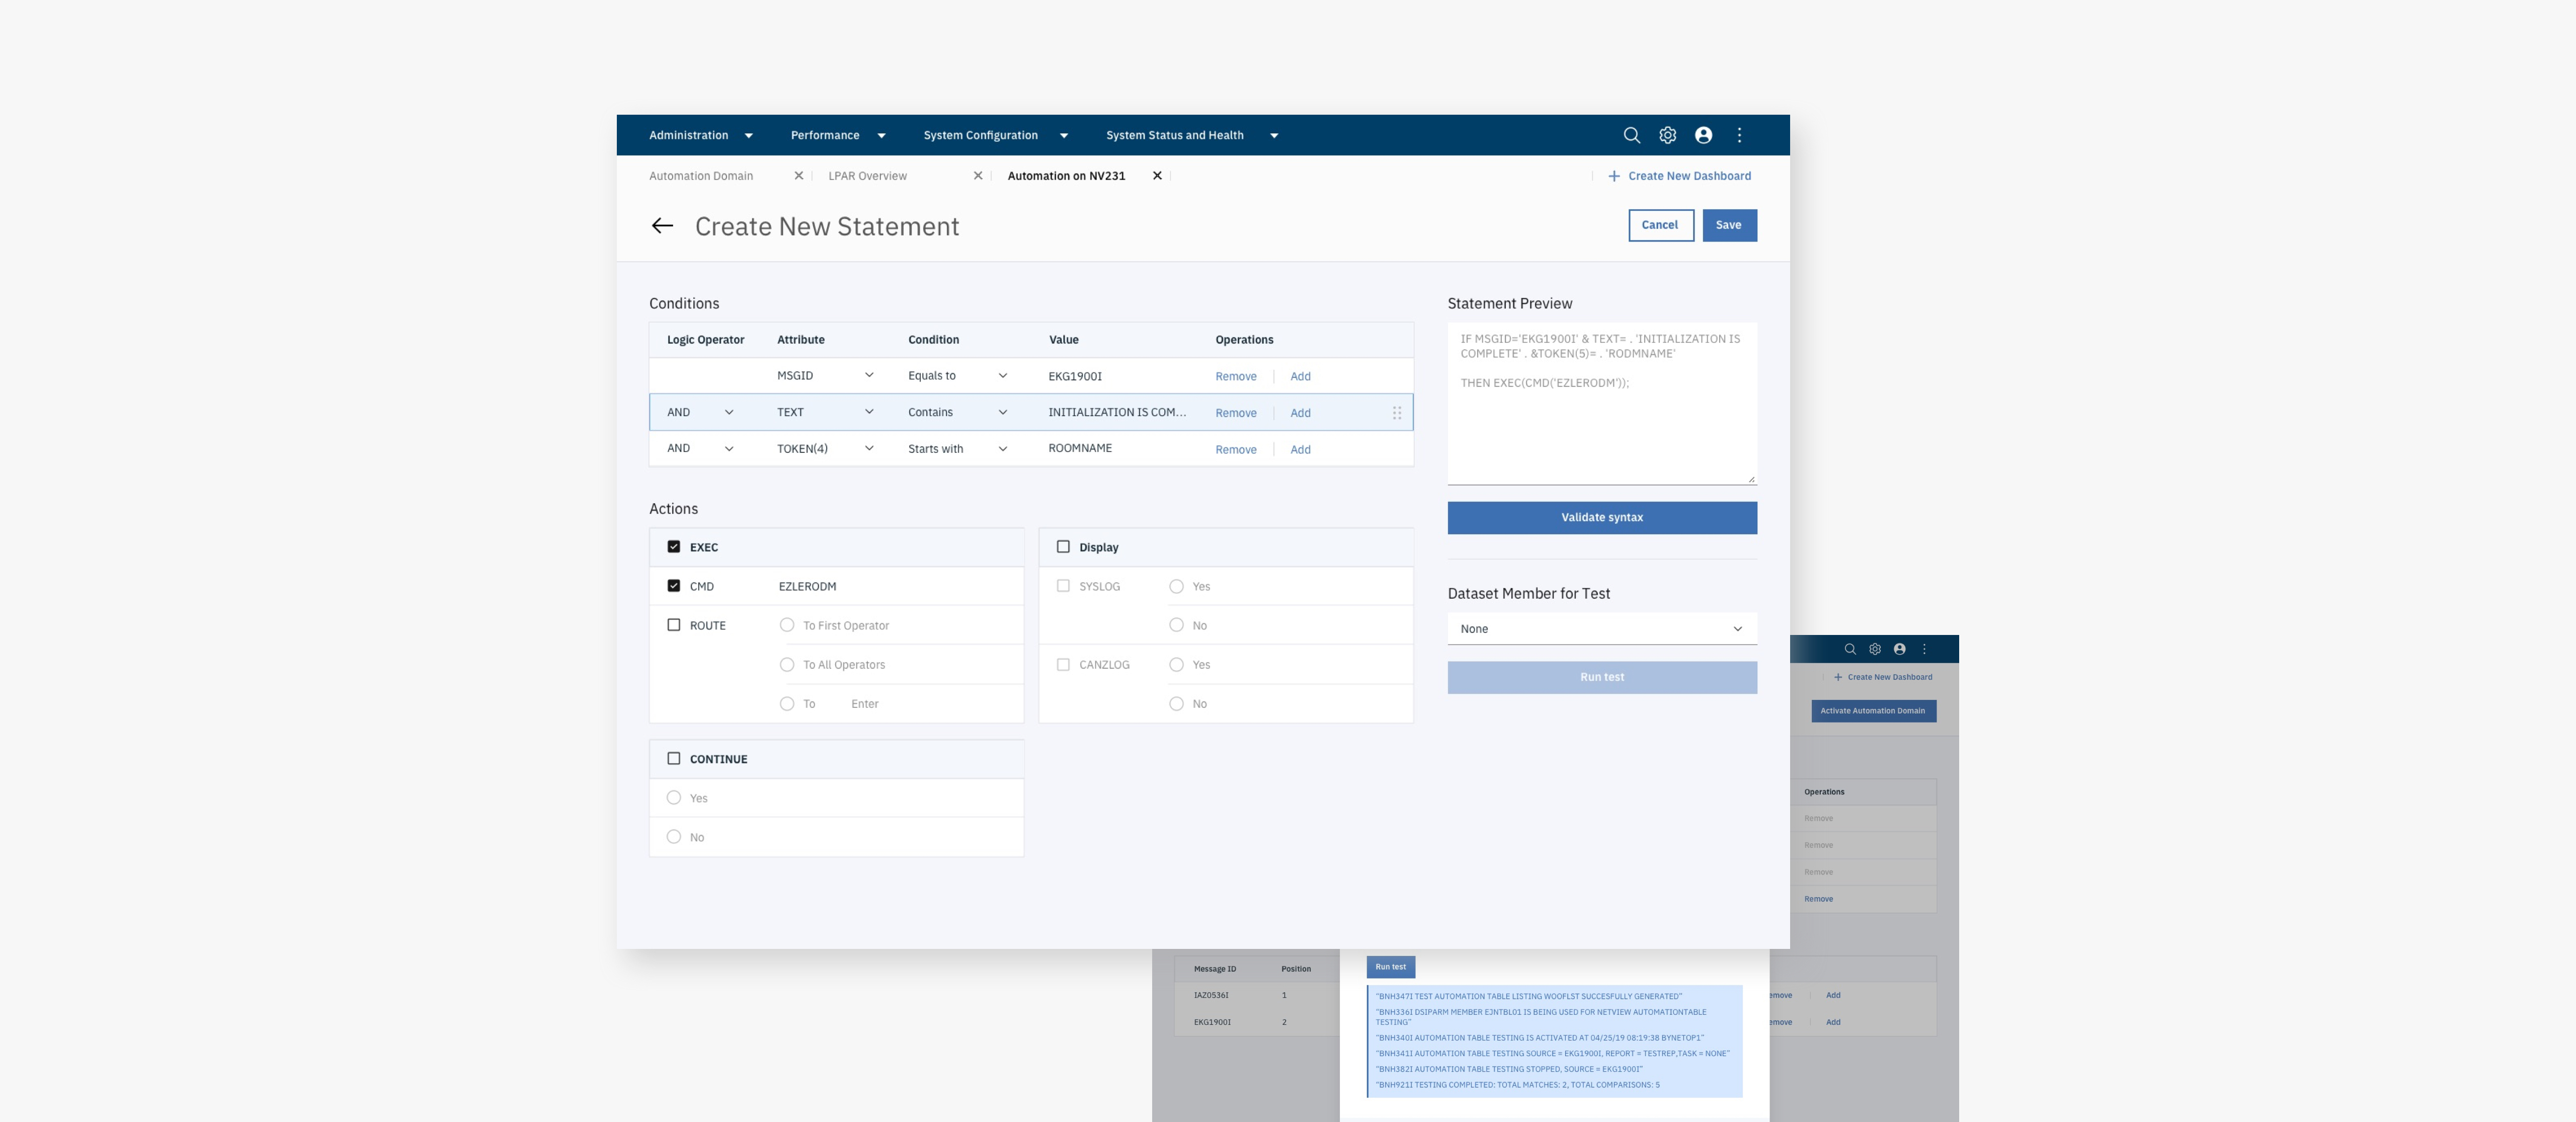 Administration Performance System Configuration System Status and Health
Automation Domain LPAR Overview Automation on NV231 + Create New Dashboard
Create New Statement Cancel Save
Conditions
Logic Operator Attribute Condition Value Operations
MSGID Equals to EKG1900I Remove Add
AND TEXT Contains INITIALIZATION IS COM... Remove Add
AND TOKEN(4) Starts with ROOMNAME Remove Add
Statement Preview
IF MSGID='EKG1900I' & TEXT= . 'INITIALIZATION IS
COMPLETE' . &TOKEN(5)= . 'RODMNAME'
THEN EXEC(CMD('EZLERODM'));
Validate syntax
Dataset Member for Test
None
Run test
Actions
EXEC
CMD EZLERODM
ROUTE To First Operator
To All Operators
To Enter
Display
SYSLOG Yes
No
CANZLOG Yes
No
CONTINUE
Yes
No
+ Create New Dashboard
Activate Automation Domain
Operations
Remove
Remove
Remove
Remove
Message ID Position
IAZ0536I 1
EKG1900I 2
emove Add
emove Add
Run test
"BNH347I TEST AUTOMATION TABLE LISTING WOOFLST SUCCESFULLY GENERATED"
"BNH336I DSIPARM MEMBER EJNTBL01 IS BEING USED FOR NETVIEW AUTOMATIONTABLE
TESTING"
"BNH340I AUTOMATION TABLE TESTING IS ACTIVATED AT 04/25/19 08:19:38 BYNETOP1"
"BNH341I AUTOMATION TABLE TESTING SOURCE = EKG1900I, REPORT = TESTREP,TASK = NONE"
"BNH382I AUTOMATION TABLE TESTING STOPPED, SOURCE = EKG1900I"
"BNH921I TESTING COMPLETED: TOTAL MATCHES: 2, TOTAL COMPARISONS: 5